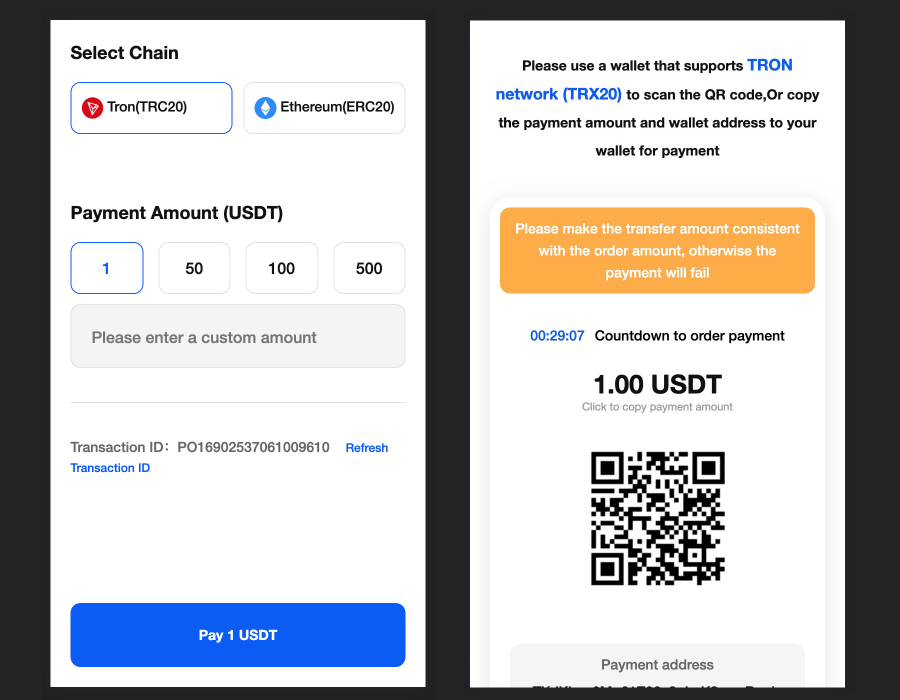 Select Chain
Tron(TRC20)
Ethereum(ERC20)
Payment Amount (USDT)
1
50
100
500
Please enter a custom amount
Transaction ID: PO16902537061009610 Refresh
Transaction ID
Pay 1 USDT
Please use a wallet that supports TRON
network (TRX20) to scan the QR code,Or copy
the payment amount and wallet address to your
wallet for payment
Please make the transfer amount consistent
with the order amount, otherwise the
payment will fail
00:29:07 Countdown to order payment
1.00 USDT
Click to copy payment amount
Payment address